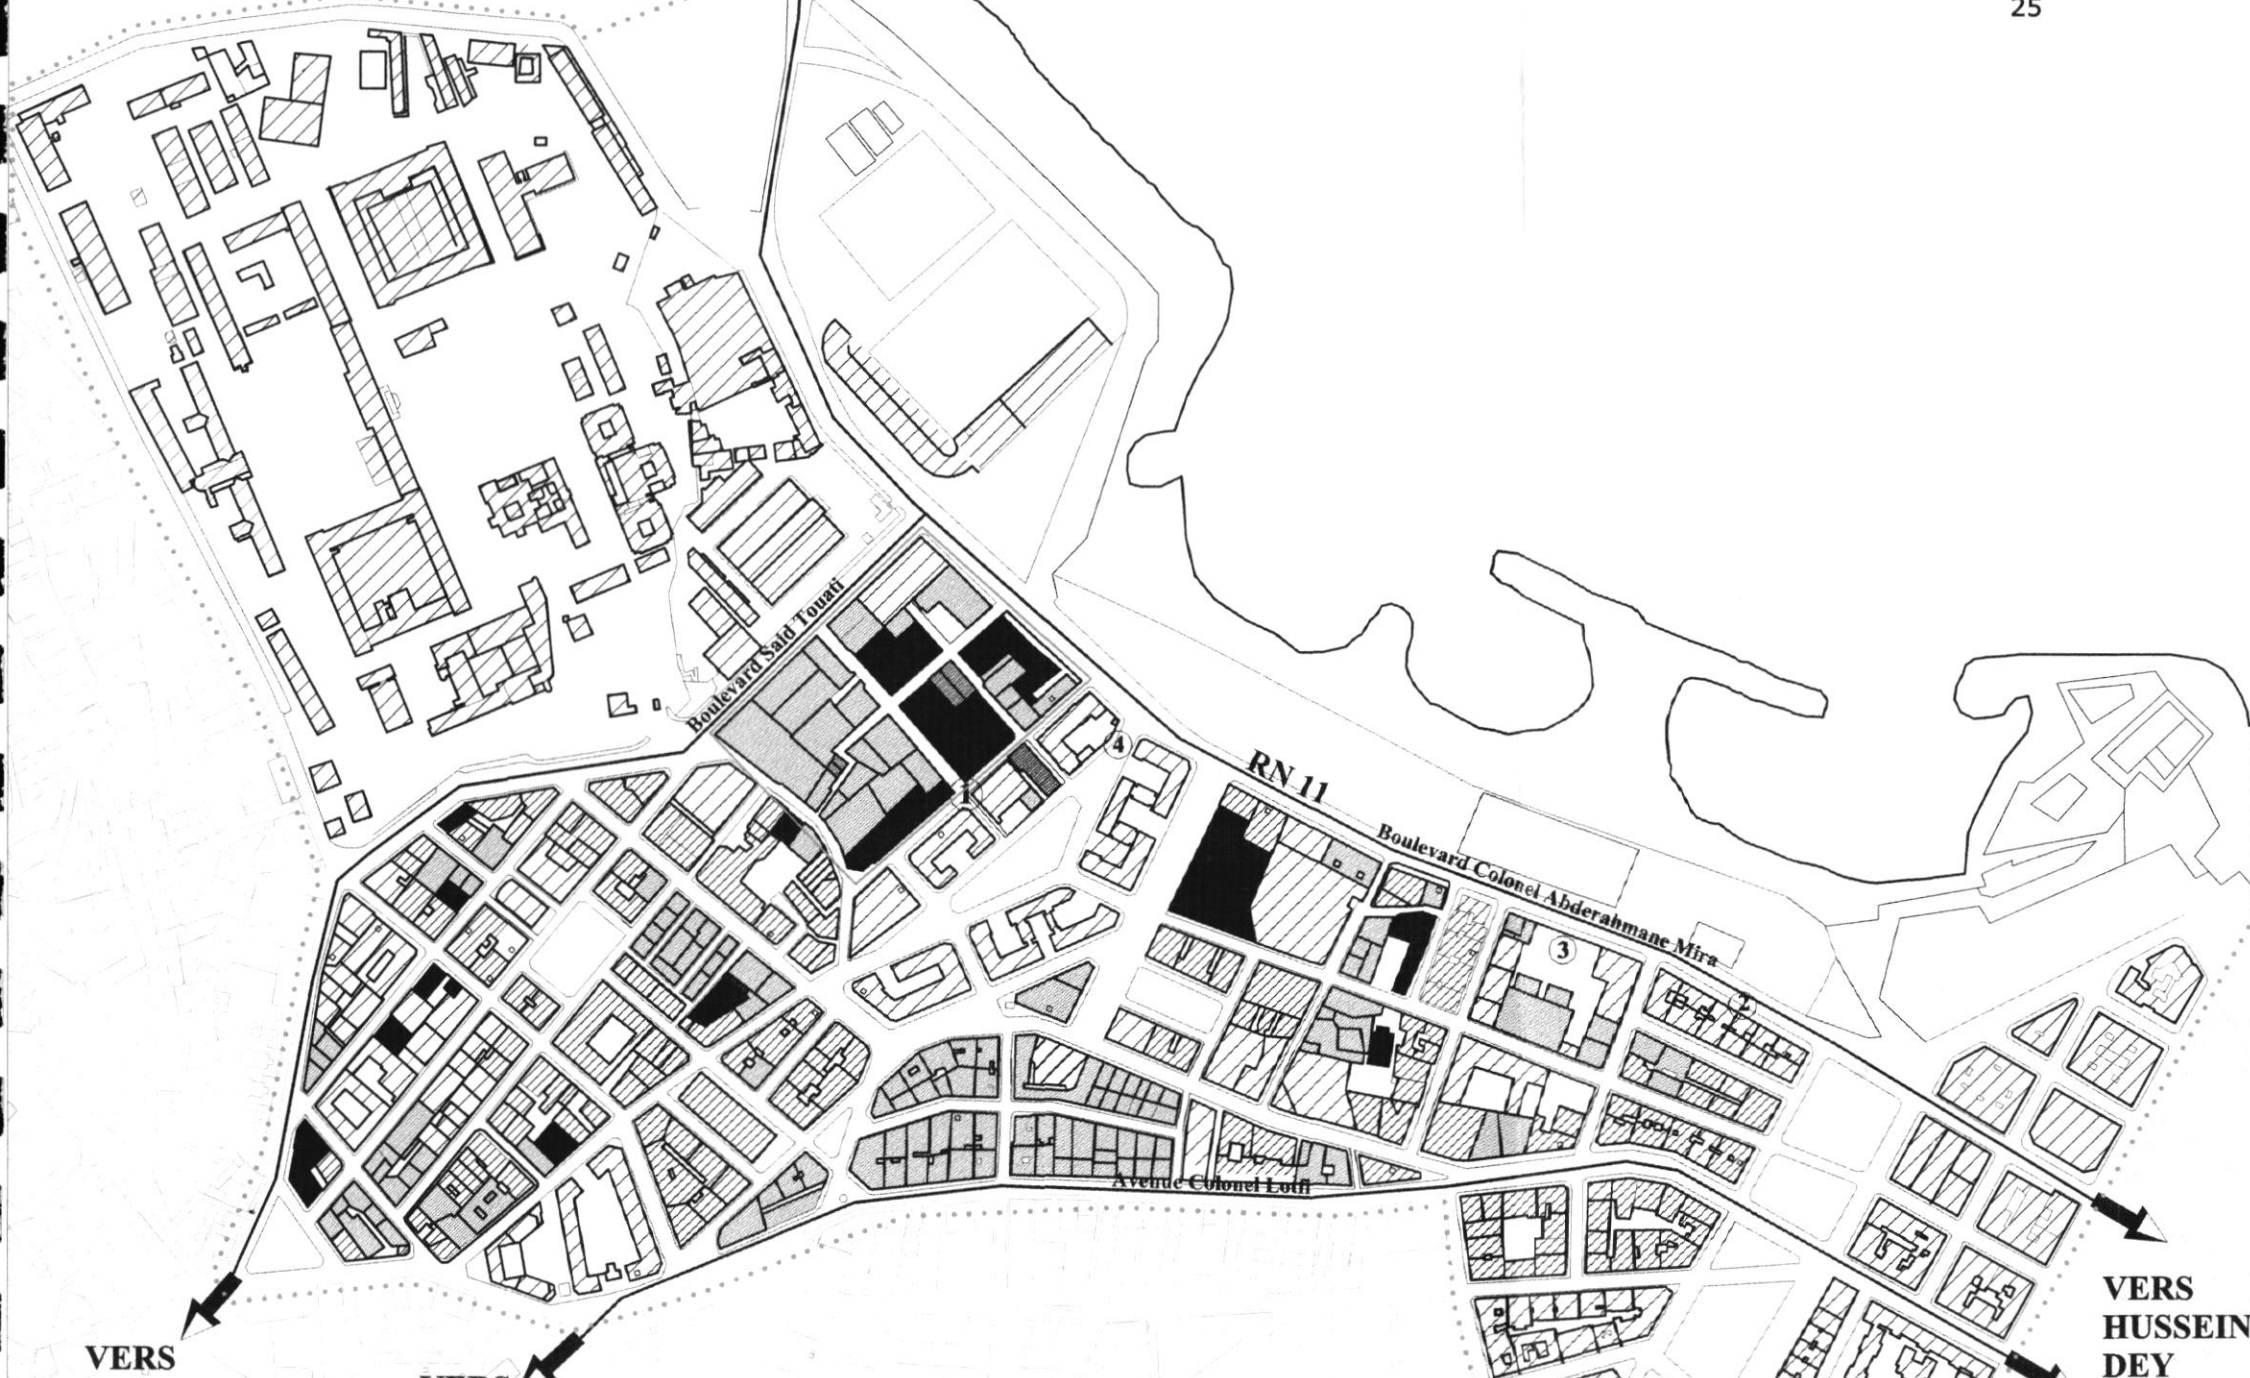 25
Boulevard Said Touati
4
1
RN 11
Boulevard Colonel Abderahmane Mira
3
2
Avenue Colonel Lotfi
VERS
HUSSEIN
DEY
VERS
VERS